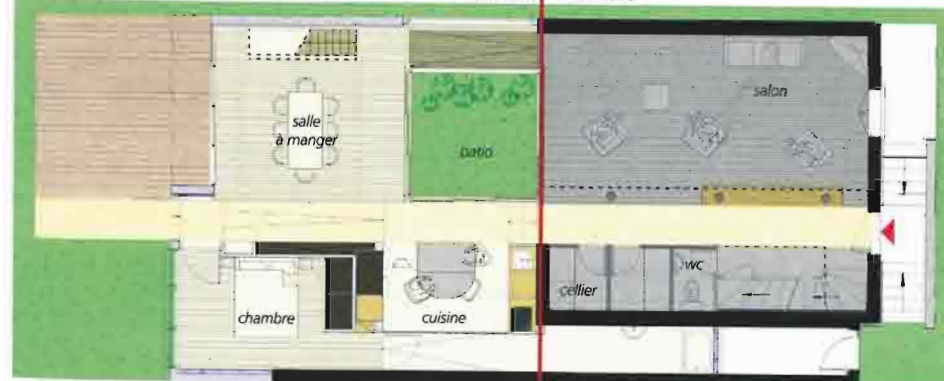 salon
salle
à manger
patio
wc
cellier
chambre
cuisine